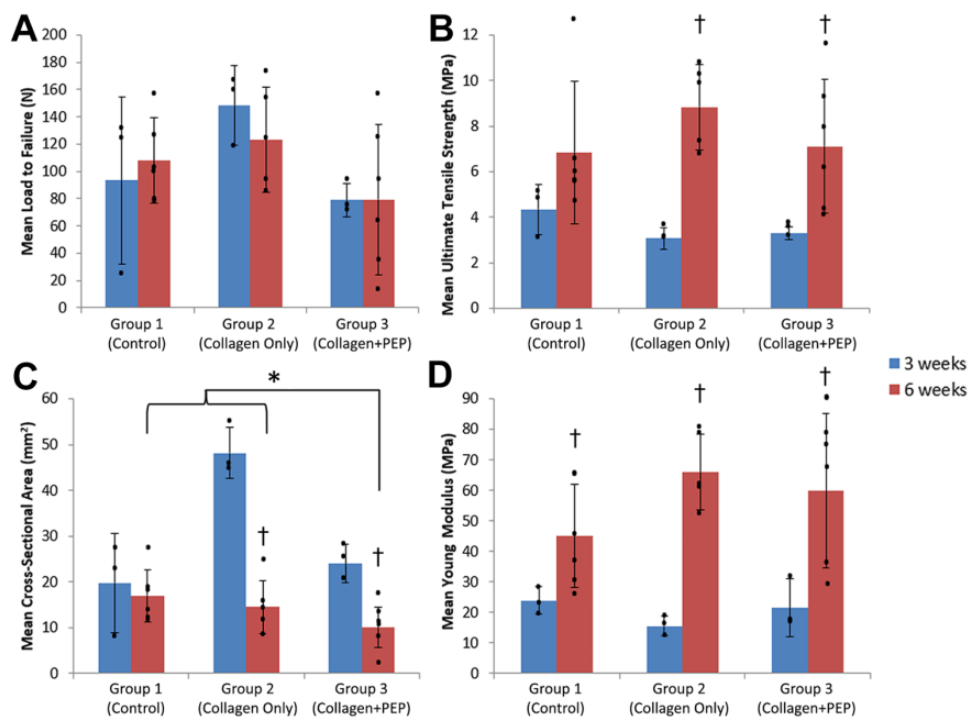 A
Mean Load to Failure (N)
200
180
160
140
120
100
80
60
40
20
0
Group 1
(Control)
Group 2
(Collagen Only)
Group 3
(Collagen+PEP)
B
Mean Ultimate Tensile Strength (MPa)
12
10
8
6
4
2
0
†
†
Group 1
(Control)
Group 2
(Collagen Only)
Group 3
(Collagen+PEP)
3 weeks
6 weeks
C
Mean Cross-Sectional Area (mm²)
60
50
40
30
20
10
0
*
†
†
Group 1
(Control)
Group 2
(Collagen Only)
Group 3
(Collagen+PEP)
D
Mean Young Modulus (MPa)
90
80
70
60
50
40
30
20
10
0
†
†
†
Group 1
(Control)
Group 2
(Collagen Only)
Group 3
(Collagen+PEP)